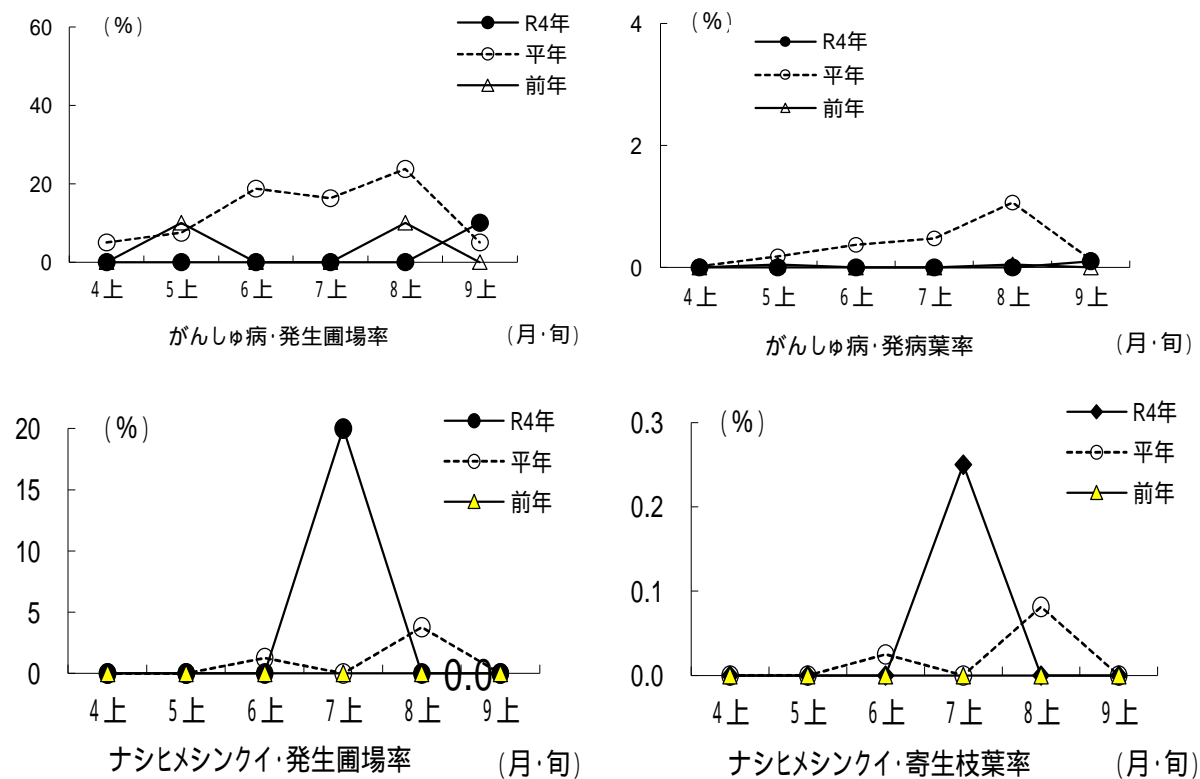 (%)
R4年
平年
前年
60
40
20
0
4上 5上 6上 7上 8上 9上
がんしゅ病・発生圃場率
(月・旬)
(%)
R4年
平年
前年
4
2
0
4上 5上 6上 7上 8上 9上
がんしゅ病・発病葉率
(月・旬)
(%)
R4年
平年
前年
20
15
10
5
0
0.0
4上 5上 6上 7上 8上 9上
ナシヒメシンクイ・発生圃場率
(月・旬)
(%)
R4年
平年
前年
0.3
0.2
0.1
0.0
4上 5上 6上 7上 8上 9上
ナシヒメシンクイ・寄生枝葉率
(月・旬)